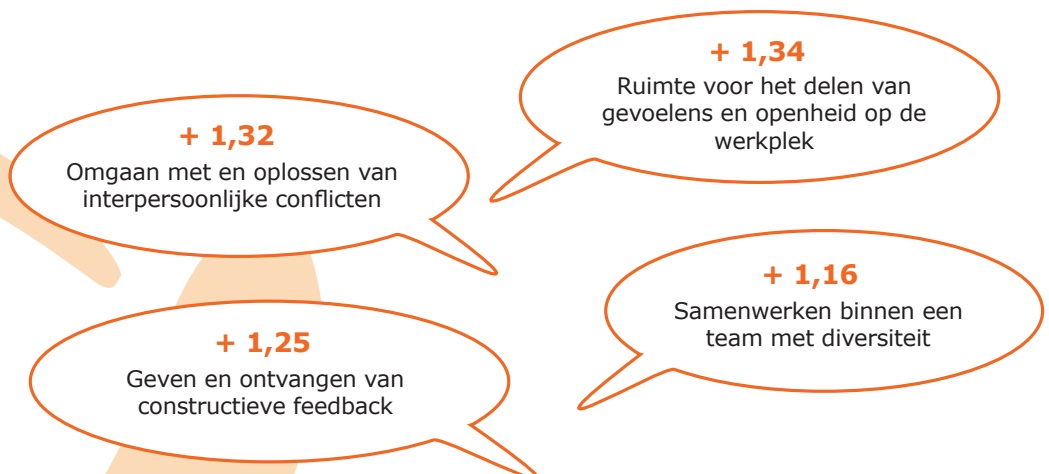 + 1,34
Ruimte voor het delen van
gevoelens en openheid op de
werkplek
+ 1,32
Omgaan met en oplossen van
interpersoonlijke conflicten
+ 1,16
Samenwerken binnen een
team met diversiteit
+ 1,25
Geven en ontvangen van
constructieve feedback